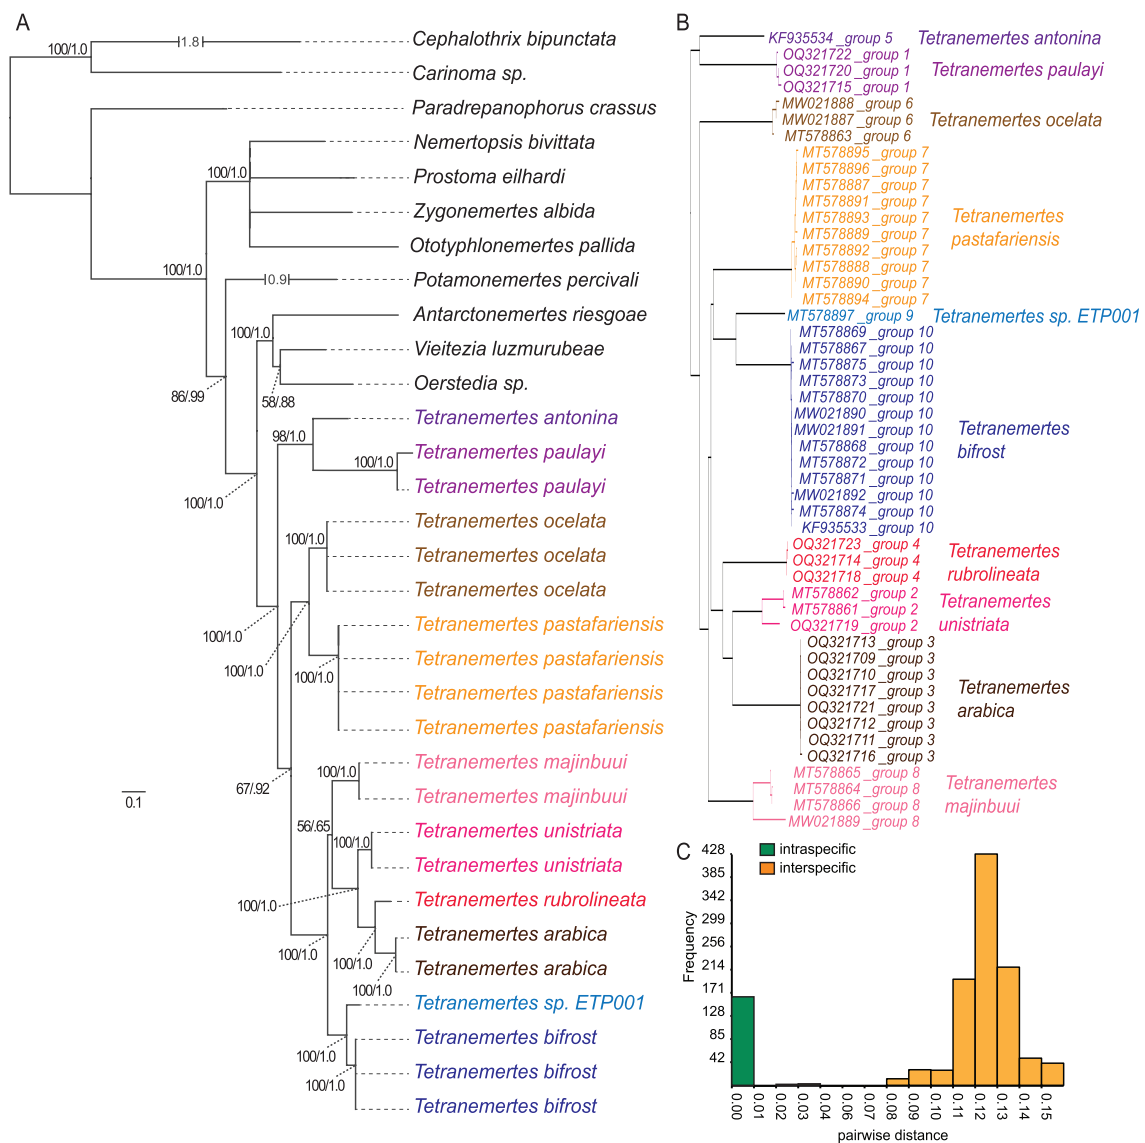 A
100/1.0
1.8
Cephalothrix bipunctata
Carinoma sp.
Paradrepanophorus crassus
Nemertopsis bivittata
100/1.0
Prostoma eilhardi
Zygonemertes albida
Ototyphlonemertes pallida
100/1.0
0.9
Potamonemertes percivali
Antarctonemertes riesgoae
100/1.0
Vieitezia luzmurubeae
Oerstedia sp.
86/.99
58/.88
Tetranemertes antonina
98/1.0
Tetranemertes paulayi
100/1.0
Tetranemertes paulayi
100/1.0
Tetranemertes ocelata
100/1.0
Tetranemertes ocelata
Tetranemertes ocelata
Tetranemertes pastafariensis
100/1.0
Tetranemertes pastafariensis
100/1.0
100/1.0
Tetranemertes pastafariensis
Tetranemertes pastafariensis
Tetranemertes majinbuui
100/1.0
67/.92
Tetranemertes majinbuui
0.1
56/.65
Tetranemertes unistriata
100/1.0
Tetranemertes unistriata
Tetranemertes rubrolineata
100/1.0
Tetranemertes arabica
100/1.0
100/1.0
Tetranemertes arabica
100/1.0
Tetranemertes sp. ETP001
Tetranemertes bifrost
100/1.0
Tetranemertes bifrost
100/1.0
Tetranemertes bifrost
B
KF935534 _group 5
Tetranemertes antonina
OQ321722 _group 1
OQ321720 _group 1
Tetranemertes paulayi
OQ321715 _group 1
MW021888 _group 6
MW021887 _group 6
Tetranemertes ocelata
MT578863 _group 6
MT578895 _group 7
MT578896 _group 7
MT578887 _group 7
MT578891 _group 7
MT578893 _group 7
MT578889 _group 7
MT578892 _group 7
MT578888 _group 7
MT578890 _group 7
MT578894 _group 7
Tetranemertes
pastafariensis
MT578897 _group 9
Tetranemertes sp. ETP001
MT578869 _group 10
MT578867 _group 10
MT578875 _group 10
MT578873 _group 10
MT578870 _group 10
MW021890 _group 10
MW021891 _group 10
MT578868 _group 10
MT578872 _group 10
MT578871 _group 10
MW021892 _group 10
MT578874 _group 10
KF935533 _group 10
Tetranemertes
bifrost
OQ321723 _group 4
OQ321714 _group 4
OQ321718 _group 4
Tetranemertes
rubrolineata
MT578862 _group 2
MT578861 _group 2
OQ321719 _group 2
Tetranemertes
unistriata
OQ321713 _group 3
OQ321709 _group 3
OQ321710 _group 3
OQ321717 _group 3
OQ321721 _group 3
OQ321712 _group 3
OQ321711 _group 3
OQ321716 _group 3
Tetranemertes
arabica
MT578865 _group 8
MT578864 _group 8
MT578866 _group 8
MW021889 _group 8
Tetranemertes
majinbuui
C
intraspecific
interspecific
Frequency
428
385
342
299
256
214
171
128
85
42
0.00
0.01
0.02
0.03
0.04
0.06
0.07
0.08
0.09
0.10
0.11
0.12
0.13
0.14
0.15
pairwise distance